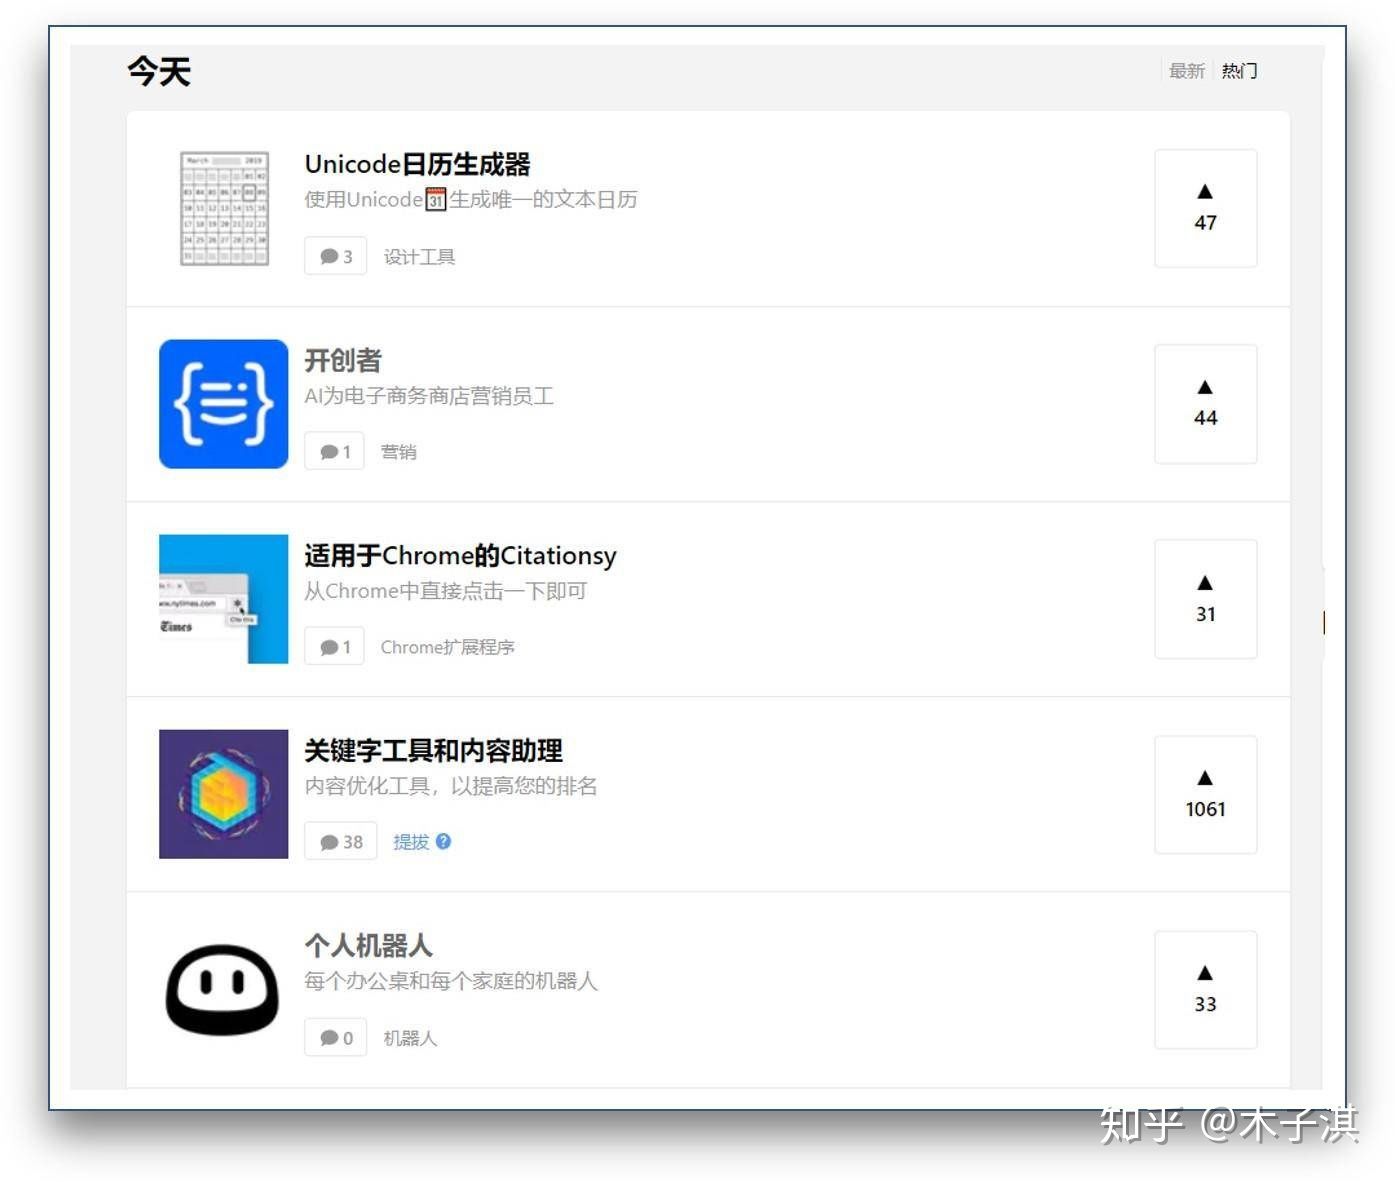 今天
最新 热门
March 2019
Unicode日历生成器
使用Unicode📅生成唯一的文本日历
3 设计工具
▲
47
开创者
AI为电子商务商店营销员工
1 营销
▲
44
适用于Chrome的Citationsy
从Chrome中直接点击一下即可
1 Chrome扩展程序
▲
31
Times
关键字工具和内容助理
内容优化工具，以提高您的排名
38 提拔 ?
▲
1061
个人机器人
每个办公桌和每个家庭的机器人
0 机器人
▲
33
知乎 @木子淇